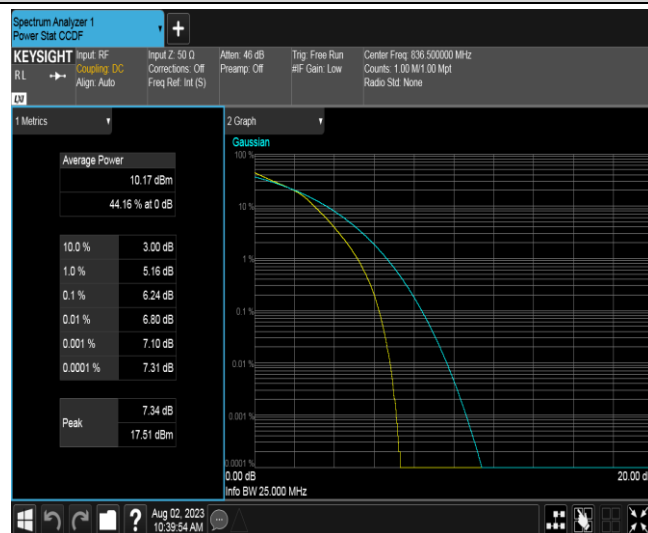 Spectrum Analyzer 1
Power Stat CCDF
+
KEYSIGHT
RL
LXI
Input: RF
Coupling: DC
Align: Auto
Input Z: 50 Ω
Corrections: Off
Freq Ref: Int (S)
Atten: 46 dB
Preamp: Off
Trig: Free Run
#IF Gain: Low
Center Freq: 836.500000 MHz
Counts: 1.00 M/1.00 Mpt
Radio Std: None
1 Metrics
Average Power
10.17 dBm
44.16 % at 0 dB
10.0 % 3.00 dB
1.0 % 5.16 dB
0.1 % 6.24 dB
0.01 % 6.80 dB
0.001 % 7.10 dB
0.0001 % 7.31 dB
Peak
7.34 dB
17.51 dBm
2 Graph
Gaussian
100 %
10 %
1 %
0.1 %
0.01 %
0.001 %
0.0001 %
0.00 dB
20.00 d
Info BW 25.000 MHz
?
Aug 02, 2023
10:39:54 AM